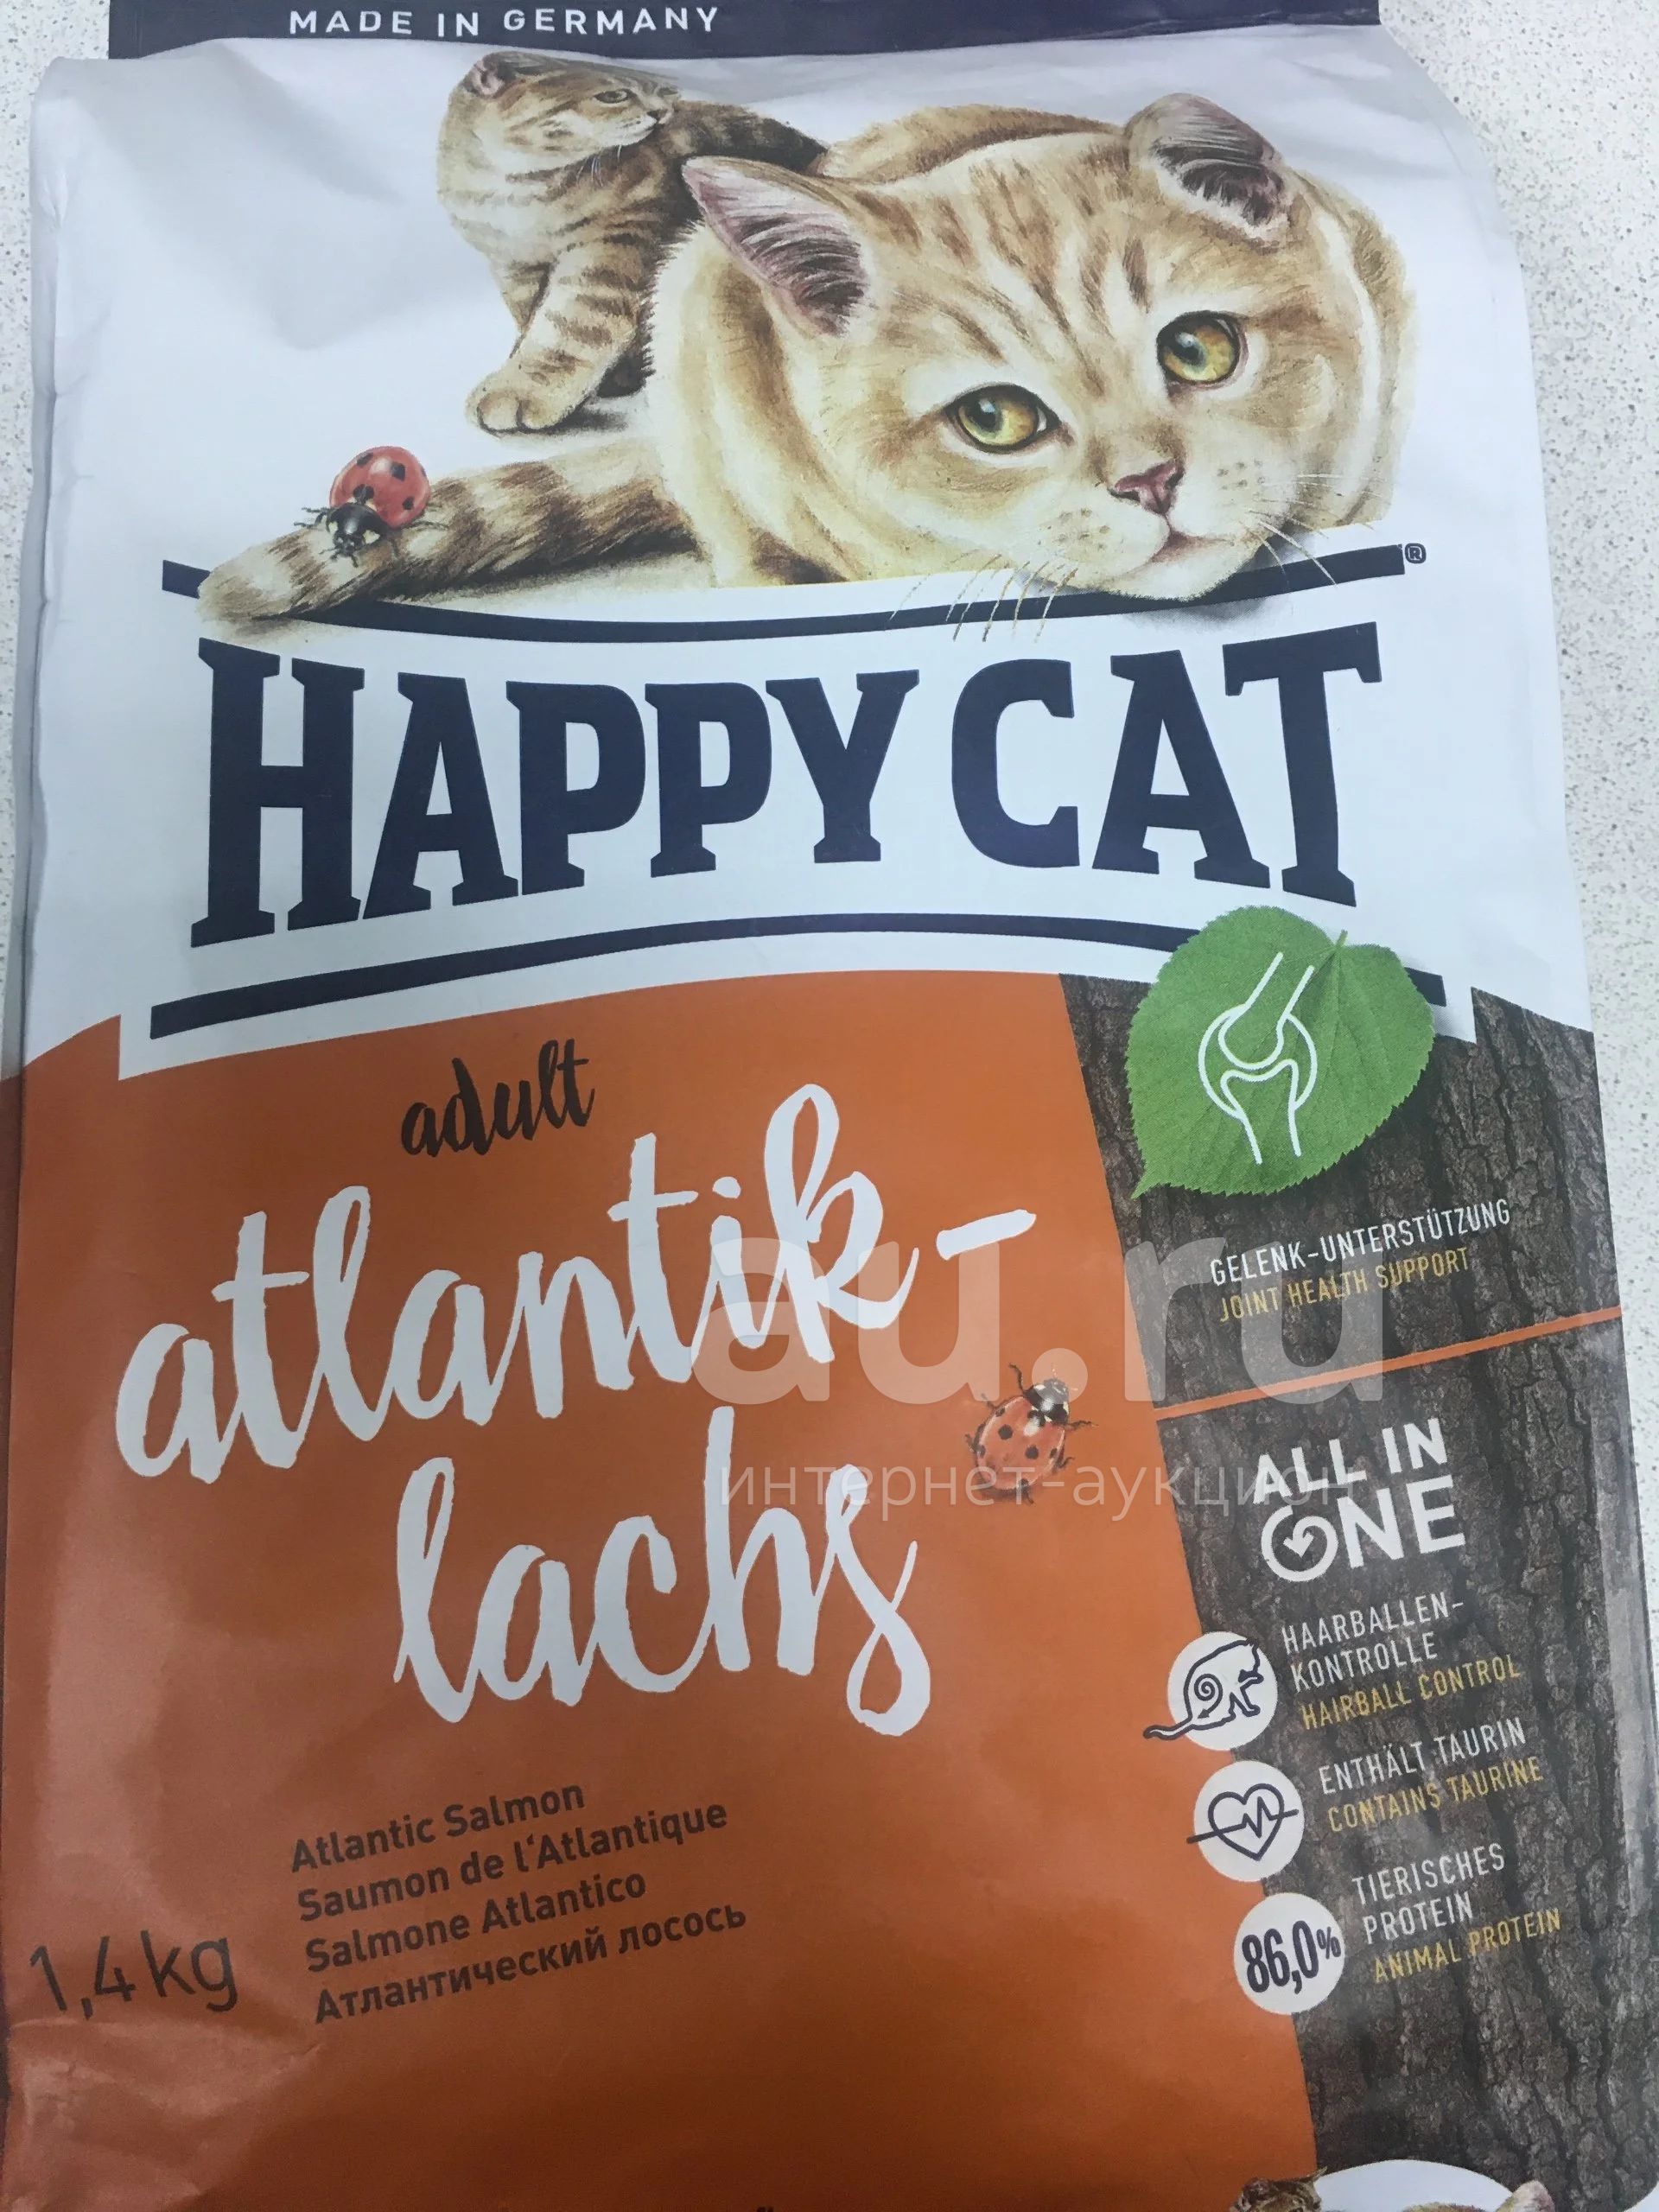 MADE IN GERMANY
®
HAPPY CAT
adult
atlantik-
lachs
GELENK-UNTERSTÜTZUNG
JOINT HEALTH SUPPORT
au.ru
интернет-аукцион
ALL IN
ONE
HAARBALLEN-
KONTROLLE
HAIRBALL CONTROL
ENTHÄLT TAURIN
CONTAINS TAURINE
86,0%
TIERISCHES
PROTEIN
ANIMAL PROTEIN
Atlantic Salmon
Saumon de l'Atlantique
Salmone Atlantico
Атлантический лосось
1,4 kg